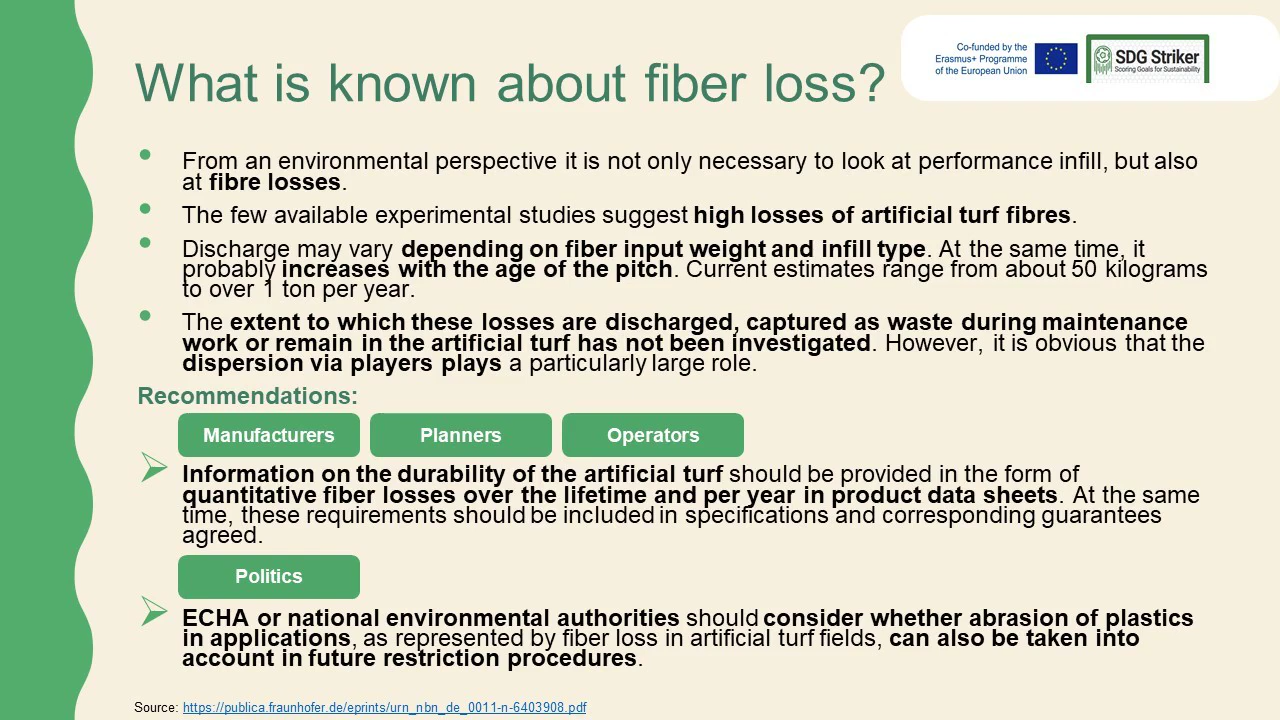 Co-funded by the
Erasmus+ Programme
of the European Union
SDG Striker
Scoring Goals for Sustainability
What is known about fiber loss?
• From an environmental perspective it is not only necessary to look at performance infill, but also
at fibre losses.
• The few available experimental studies suggest high losses of artificial turf fibres.
• Discharge may vary depending on fiber input weight and infill type. At the same time, it
probably increases with the age of the pitch. Current estimates range from about 50 kilograms
to over 1 ton per year.
• The extent to which these losses are discharged, captured as waste during maintenance
work or remain in the artificial turf has not been investigated. However, it is obvious that the
dispersion via players plays a particularly large role.
Recommendations:
Manufacturers Planners Operators
Information on the durability of the artificial turf should be provided in the form of
quantitative fiber losses over the lifetime and per year in product data sheets. At the same
time, these requirements should be included in specifications and corresponding guarantees
agreed.
Politics
ECHA or national environmental authorities should consider whether abrasion of plastics
in applications, as represented by fiber loss in artificial turf fields, can also be taken into
account in future restriction procedures.
Source: https://publica.fraunhofer.de/eprints/urn_nbn_de_0011-n-6403908.pdf